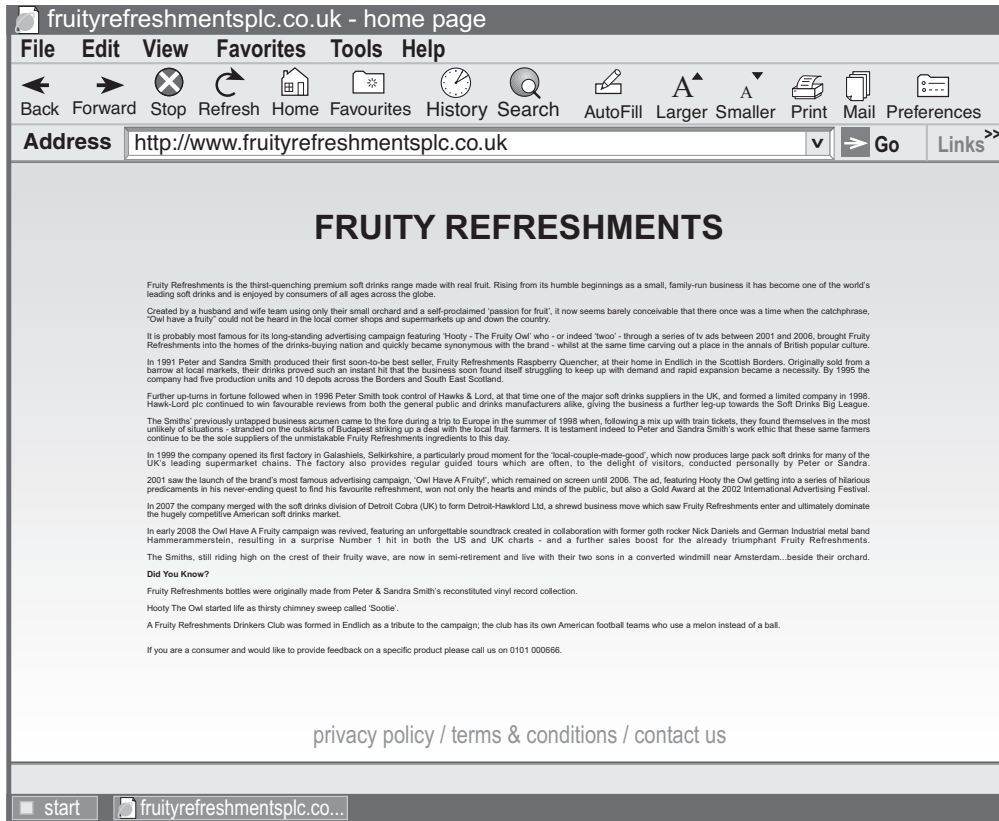 fruityrefreshmentsplc.co.uk - home page
File Edit View Favorites Tools Help
Back Forward Stop Refresh Home Favourites History Search AutoFill Larger Smaller Print Mail Preferences
Address http://www.fruityrefreshmentsplc.co.uk v Go Links >>
FRUITY REFRESHMENTS
Fruity Refreshments is the thirst-quenching premium soft drinks range made with real fruit. Rising from its humble beginnings as a small, family-run business it has become one of the world's
leading soft drinks and is enjoyed by consumers of all ages across the globe.
Created by a husband and wife team using only their small orchard and a self-proclaimed 'passion for fruit', it now seems barely conceivable that there once was a time when the catchphrase,
"Owl have a fruity" could not be heard in the local corner shops and supermarkets up and down the country.
It is probably most famous for its long-standing advertising campaign featuring 'Hooty - The Fruity Owl' who - or indeed 'twoo' - through a series of tv ads between 2001 and 2006, brought Fruity
Refreshments into the homes of the drinks-buying nation and quickly became synonymous with the brand - whilst at the same time carving out a place in the annals of British popular culture.
In 1991 Peter and Sandra Smith produced their first soon-to-be best seller, Fruity Refreshments Raspberry Quencher, at their home in Endlich in the Scottish Borders. Originally sold from a
barrow at local markets, their drinks proved such an instant hit that the business soon found itself struggling to keep up with demand and rapid expansion became a necessity. By 1995 the
company had five production units and 10 depots across the Borders and South East Scotland.
Further up-turns in fortune followed when in 1996 Peter Smith took control of Hawks & Lord, at that time one of the major soft drinks suppliers in the UK, and formed a limited company in 1998.
Hawk-Lord plc continued to win favourable reviews from both the general public and drinks manufacturers alike, giving the business a further leg-up towards the Soft Drinks Big League.
The Smiths' previously untapped business acumen came to the fore during a trip to Europe in the summer of 1998 when, following a mix up with train tickets, they found themselves in the most
unlikely of situations - stranded on the outskirts of Budapest striking up a deal with the local fruit farmers. It is testament indeed to Peter and Sandra Smith's work ethic that these same farmers
continue to be the sole suppliers of the unmistakable Fruity Refreshments ingredients to this day.
In 1999 the company opened its first factory in Galashiels, Selkirkshire, a particularly proud moment for the 'local-couple-made-good', which now produces large pack soft drinks for many of the
UK's leading supermarket chains. The factory also provides regular guided tours which are often, to the delight of visitors, conducted personally by Peter or Sandra.
2001 saw the launch of the brand's most famous advertising campaign, 'Owl Have A Fruity!', which remained on screen until 2006. The ad, featuring Hooty the Owl getting into a series of hilarious
predicaments in his never-ending quest to find his favourite refreshment, won not only the hearts and minds of the public, but also a Gold Award at the 2002 International Advertising Festival.
In 2007 the company merged with the soft drinks division of Detroit Cobra (UK) to form Detroit-Hawklord Ltd, a shrewd business move which saw Fruity Refreshments enter and ultimately dominate
the hugely competitive American soft drinks market.
In early 2008 the Owl Have A Fruity campaign was revived, featuring an unforgettable soundtrack created in collaboration with former goth rocker Nick Daniels and German Industrial metal band
Hammerammerstein, resulting in a surprise Number 1 hit in both the US and UK charts - and a further sales boost for the already triumphant Fruity Refreshments.
The Smiths, still riding high on the crest of their fruity wave, are now in semi-retirement and live with their two sons in a converted windmill near Amsterdam...beside their orchard.
Did You Know?
Fruity Refreshments bottles were originally made from Peter & Sandra Smith's reconstituted vinyl record collection.
Hooty The Owl started life as thirsty chimney sweep called 'Sootie'.
A Fruity Refreshments Drinkers Club was formed in Endlich as a tribute to the campaign; the club has its own American football teams who use a melon instead of a ball.
If you are a consumer and would like to provide feedback on a specific product please call us on 0101 000666.
privacy policy / terms & conditions / contact us
start fruityrefreshmentsplc.co...